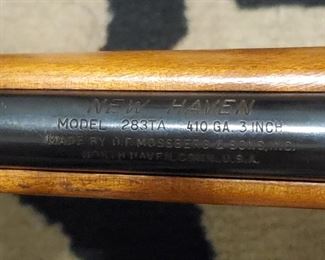 NEW HAVEN
MODEL 283TA 410 GA. 3 INCH
MADE BY O.F. MOSSBERG & SONS, INC.
NORTH HAVEN, CONN., U.S.A.